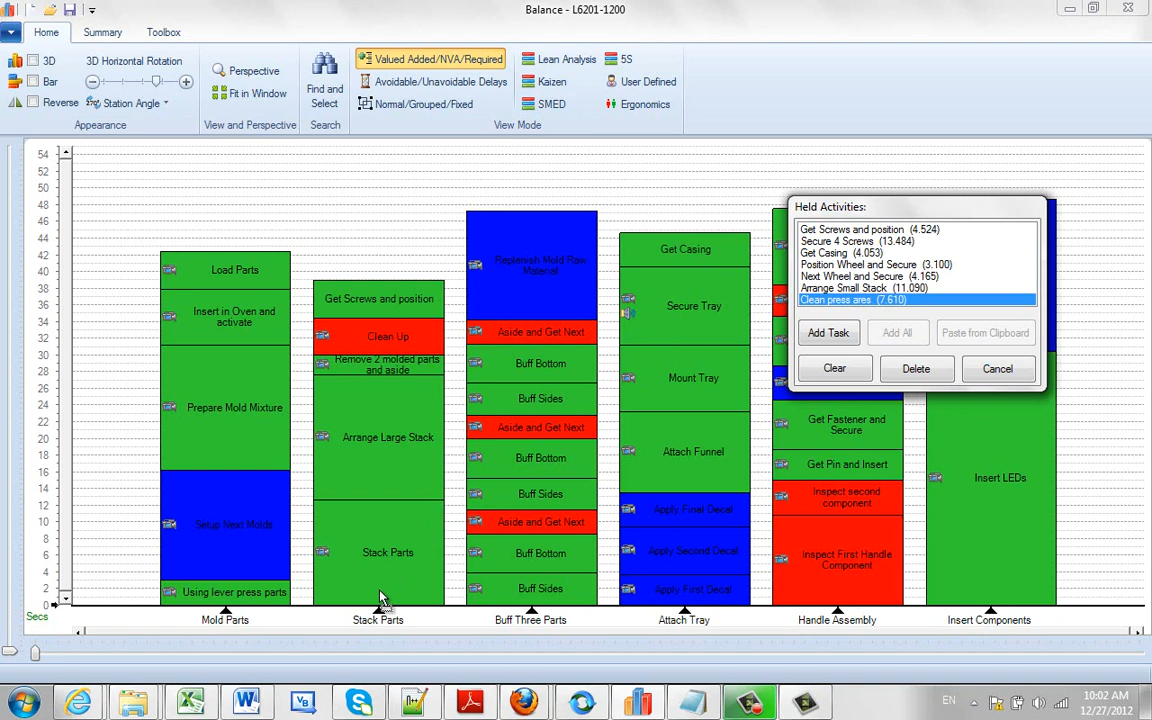 Balance - L6201-1200
Home
Summary
Toolbox
3D
Bar
Reverse
3D Horizontal Rotation
Station Angle
Appearance
Perspective
Fit in Window
View and Perspective
Find and
Select
Search
Valued Added/NVA/Required
Avoidable/Unavoidable Delays
Normal/Grouped/Fixed
Lean Analysis
Kaizen
SMED
5S
User Defined
Ergonomics
View Mode
54
52
50
48
46
44
42
40
38
36
34
32
30
28
26
24
22
20
18
16
14
12
10
8
6
4
2
0
Secs
Load Parts
Insert in Oven and
activate
Prepare Mold Mixture
Setup Next Molds
Using lever press parts
Mold Parts
Get Screws and position
Clean Up
Remove 2 molded parts
and aside
Arrange Large Stack
Stack Parts
Stack Parts
Replenish Mold Raw
Material
Aside and Get Next
Buff Bottom
Buff Sides
Aside and Get Next
Buff Bottom
Buff Sides
Aside and Get Next
Buff Bottom
Buff Sides
Buff Three Parts
Get Casing
Secure Tray
Mount Tray
Attach Funnel
Apply Final Decal
Apply Second Decal
Apply First Decal
Attach Tray
Get Fastener and
Secure
Get Pin and Insert
Inspect second
component
Inspect First Handle
Component
Handle Assembly
Insert LEDs
Insert Components
Held Activities:
Get Screws and position (4.524)
Secure 4 Screws (13.484)
Get Casing (4.053)
Position Wheel and Secure (3.100)
Next Wheel and Secure (4.165)
Arrange Small Stack (11.090)
Clean press ares (7.610)
Add Task
Add All
Paste from Clipboard
Clear
Delete
Cancel
EN
10:02 AM
12/27/2012